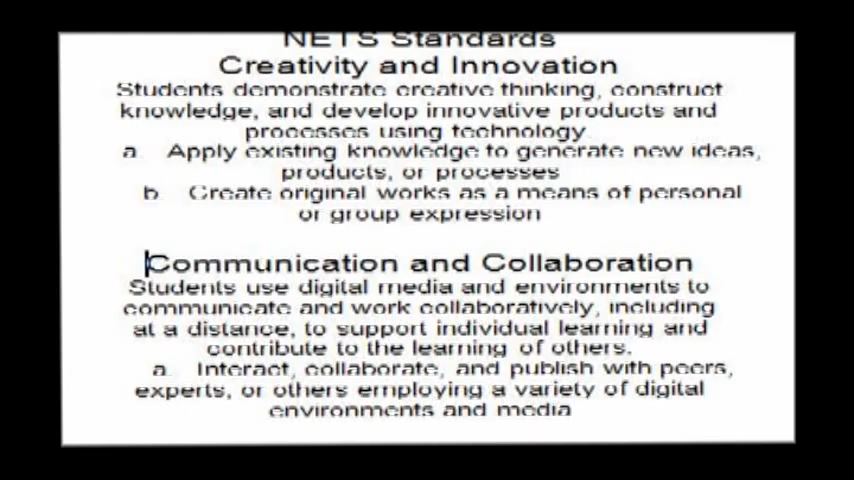 NETS Standards
Creativity and Innovation
Students demonstrate creative thinking, construct
knowledge, and develop innovative products and
processes using technology
a Apply existing knowledge to generate new ideas,
products, or processes
b Create original works as a means of personal
or group expression
Communication and Collaboration
Students use digital media and environments to
communicate and work collaboratively, including
at a distance, to support individual learning and
contribute to the learning of others.
a Interact, collaborate, and publish with peers,
experts, or others employing a variety of digital
environments and media